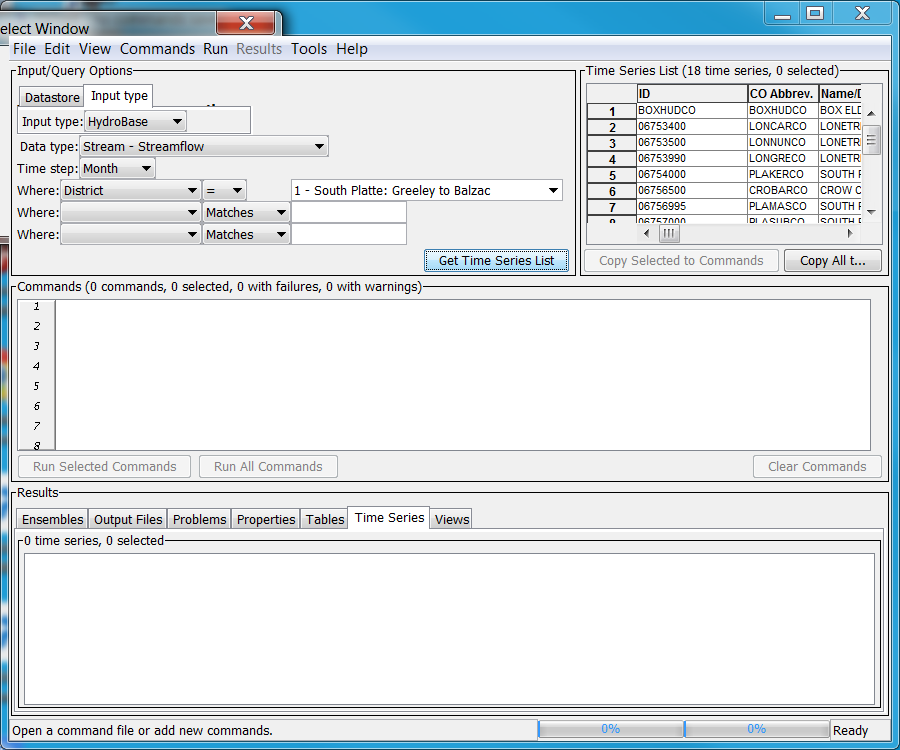 elect Window
File Edit View Commands Run Results Tools Help
Input/Query Options
Datastore Input type
Input type: HydroBase
Data type: Stream - Streamflow
Time step: Month
Where: District = 1 - South Platte: Greeley to Balzac
Where: Matches
Where: Matches
Get Time Series List
Time Series List (18 time series, 0 selected)
ID CO Abbrev. Name/D
1 BOXHUDCO BOXHUDCO BOX ELD
2 06753400 LONCARCO LONETRI
3 06753500 LONNUNCO LONETRI
4 06753990 LONGRECO LONETRI
5 06754000 PLAKERCO SOUTH P
6 06756500 CROBARCO CROW C
7 06756995 PLAMASCO SOUTH P
8 06757000 PLASUBCO SOUTH P
Copy Selected to Commands Copy All t...
Commands (0 commands, 0 selected, 0 with failures, 0 with warnings)
1
2
3
4
5
6
7
8
Run Selected Commands Run All Commands Clear Commands
Results
Ensembles Output Files Problems Properties Tables Time Series Views
0 time series, 0 selected
Open a command file or add new commands. 0% 0% Ready